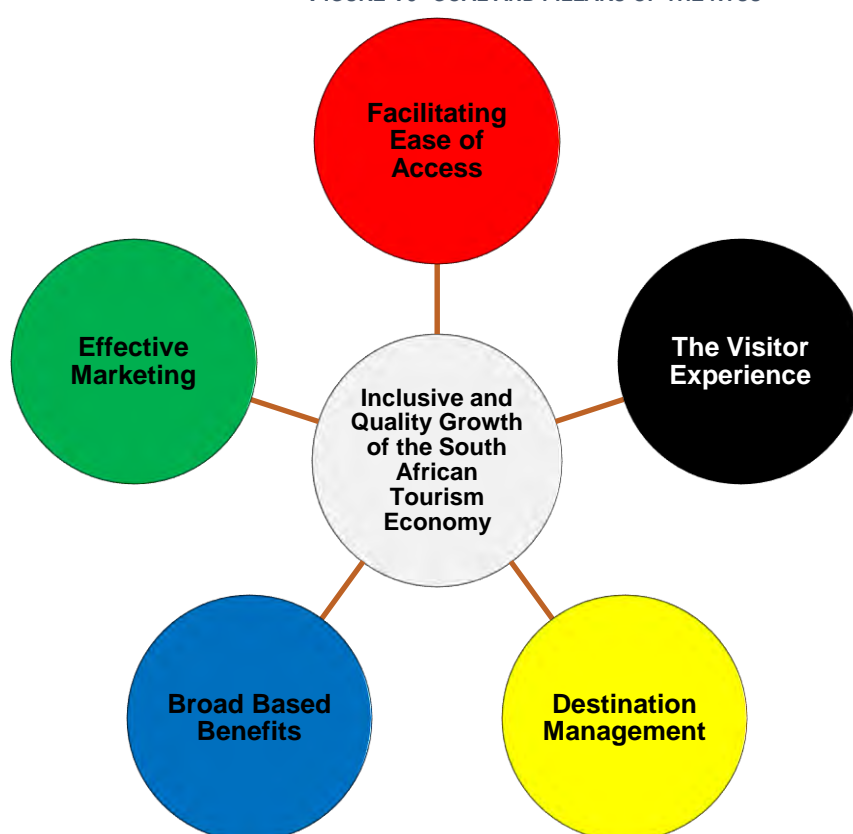 Facilitating
Ease of
Access
The Visitor
Experience
Destination
Management
Broad Based
Benefits
Effective
Marketing
Inclusive and
Quality Growth
of the South
African
Tourism
Economy